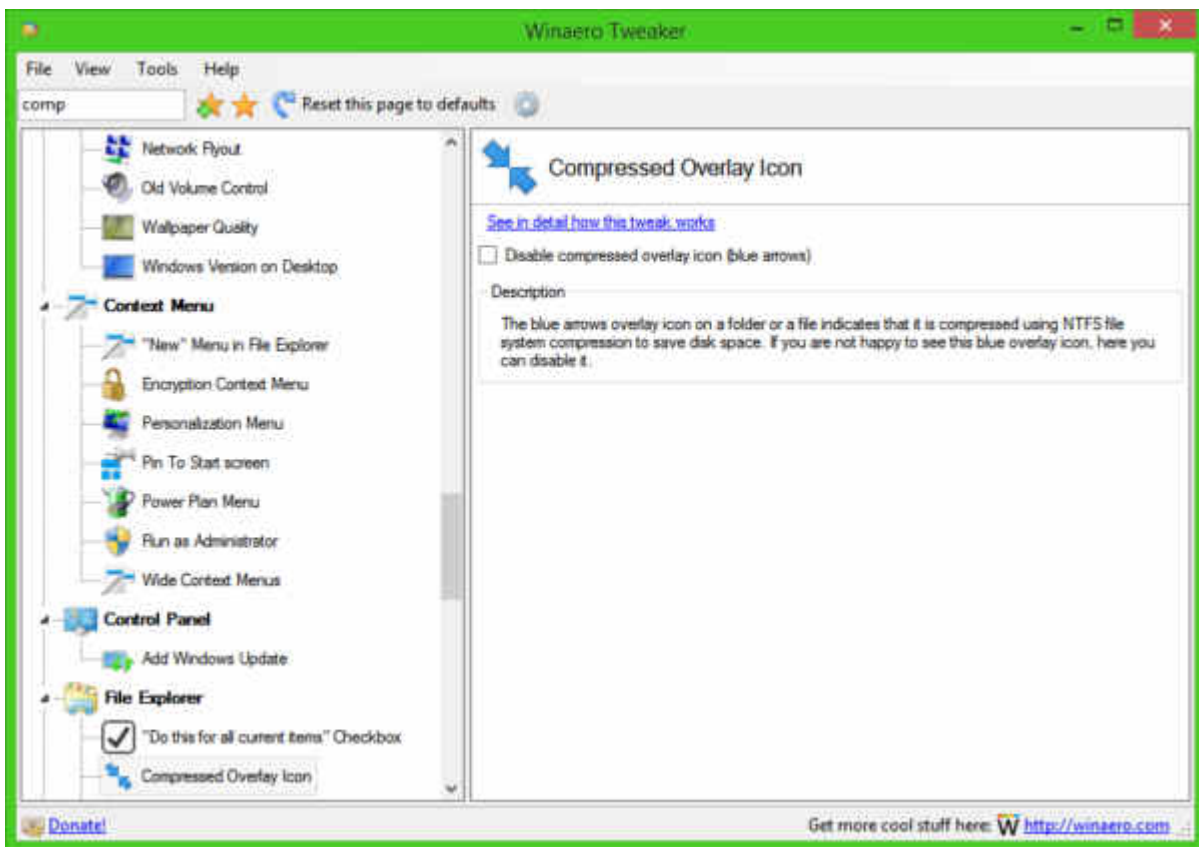 Winaero Tweaker
File View Tools Help
comp Reset this page to defaults
Network Flyout
Old Volume Control
Wallpaper Quality
Windows Version on Desktop
Context Menu
"New" Menu in File Explorer
Encryption Context Menu
Personalization Menu
Pin To Start screen
Power Plan Menu
Run as Administrator
Wide Context Menus
Control Panel
Add Windows Update
File Explorer
"Do this for all current items" Checkbox
Compressed Overlay Icon
Compressed Overlay Icon
See in detail how this tweak works
Disable compressed overlay icon (blue arrows)
Description
The blue arrows overlay icon on a folder or a file indicates that it is compressed using NTFS file
system compression to save disk space. If you are not happy to see this blue overlay icon, here you
can disable it.
Donate!
Get more cool stuff here: W http://winaero.com